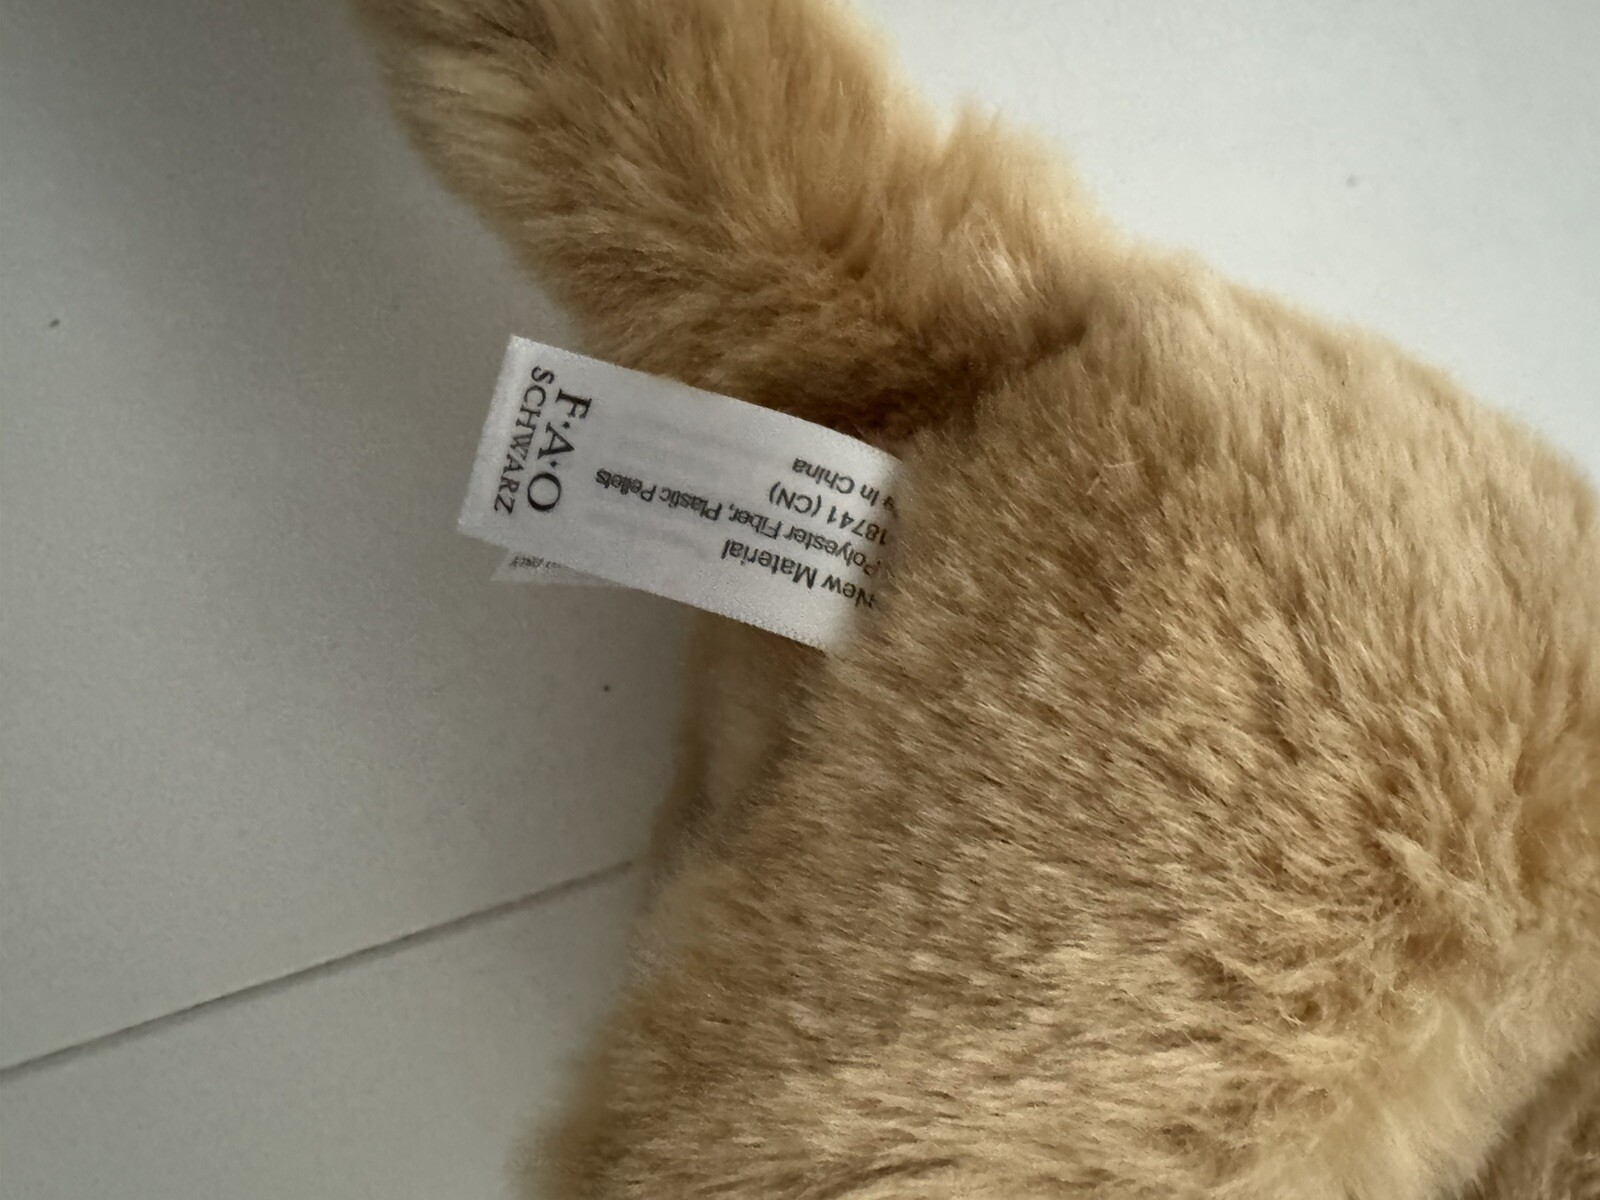 F·A·O
SCHWARZ
New Material
Polyester Fiber, Plastic Pellets
18741 (CN)
In China